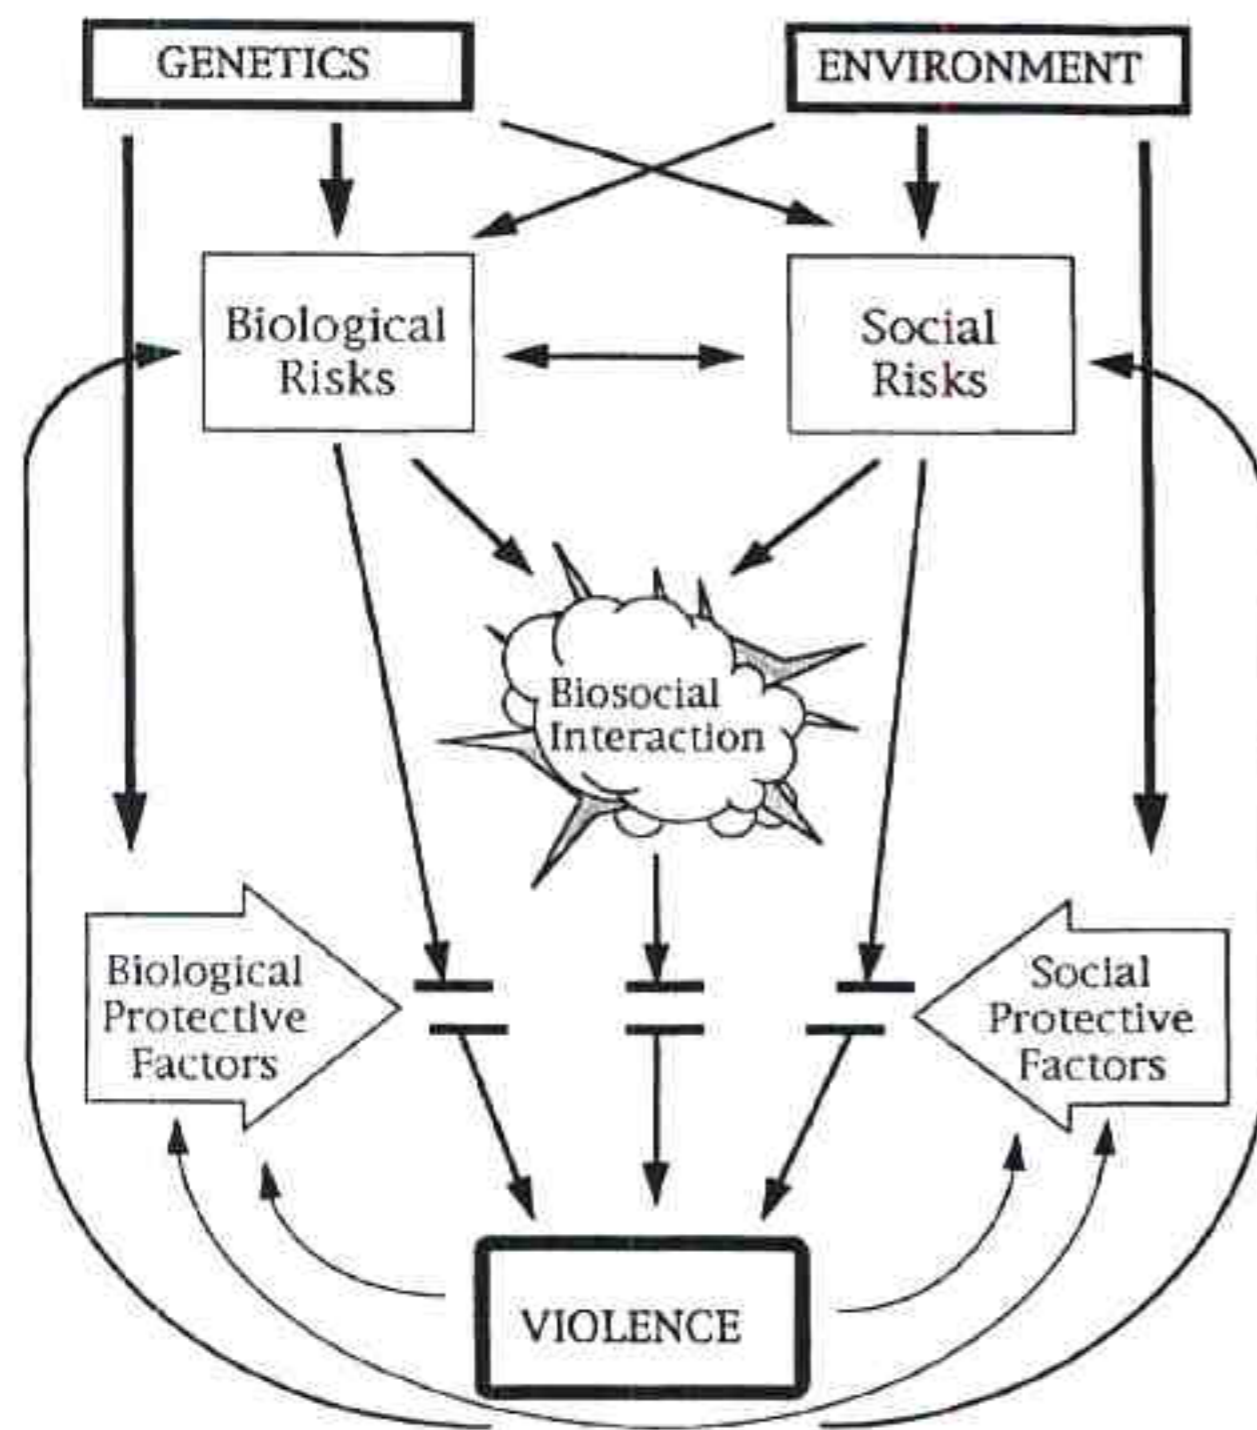 GENETICS
ENVIRONMENT
Biological
Risks
Social
Risks
Biosocial
Interaction
Biological
Protective
Factors
Social
Protective
Factors
VIOLENCE